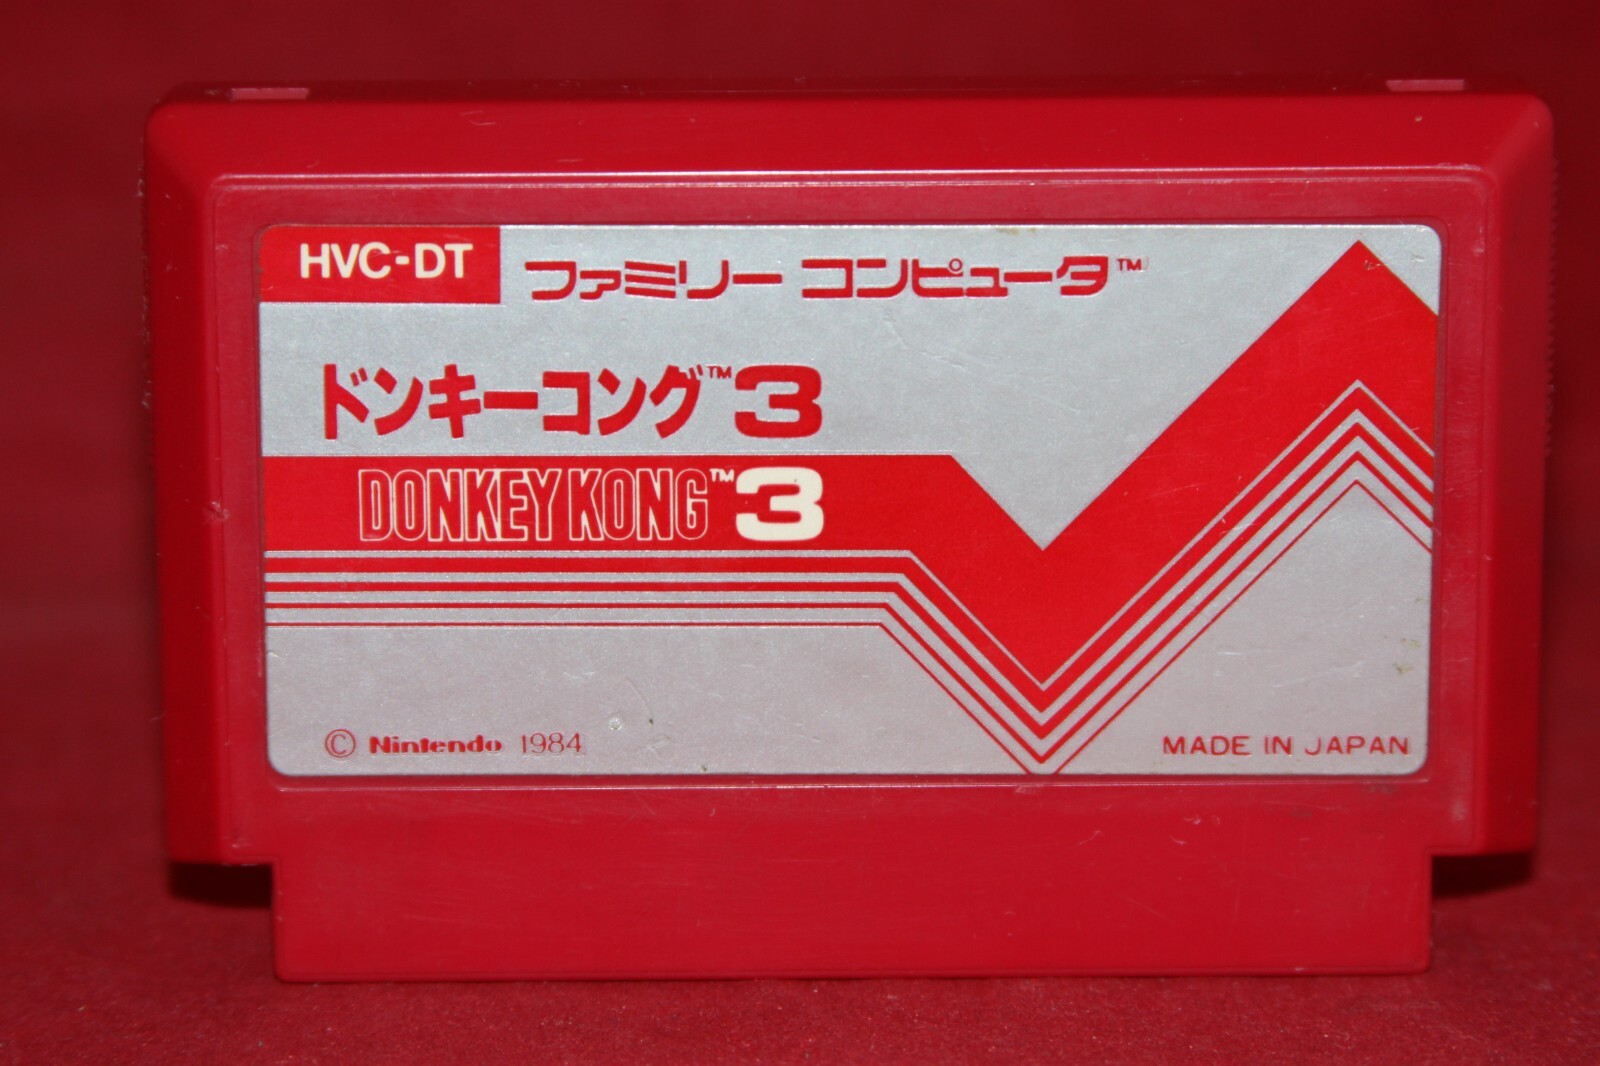 HVC-DT
ファミリー コンピュータ™
ドンキーコング™3
DONKEY KONG™3
© Nintendo 1984
MADE IN JAPAN